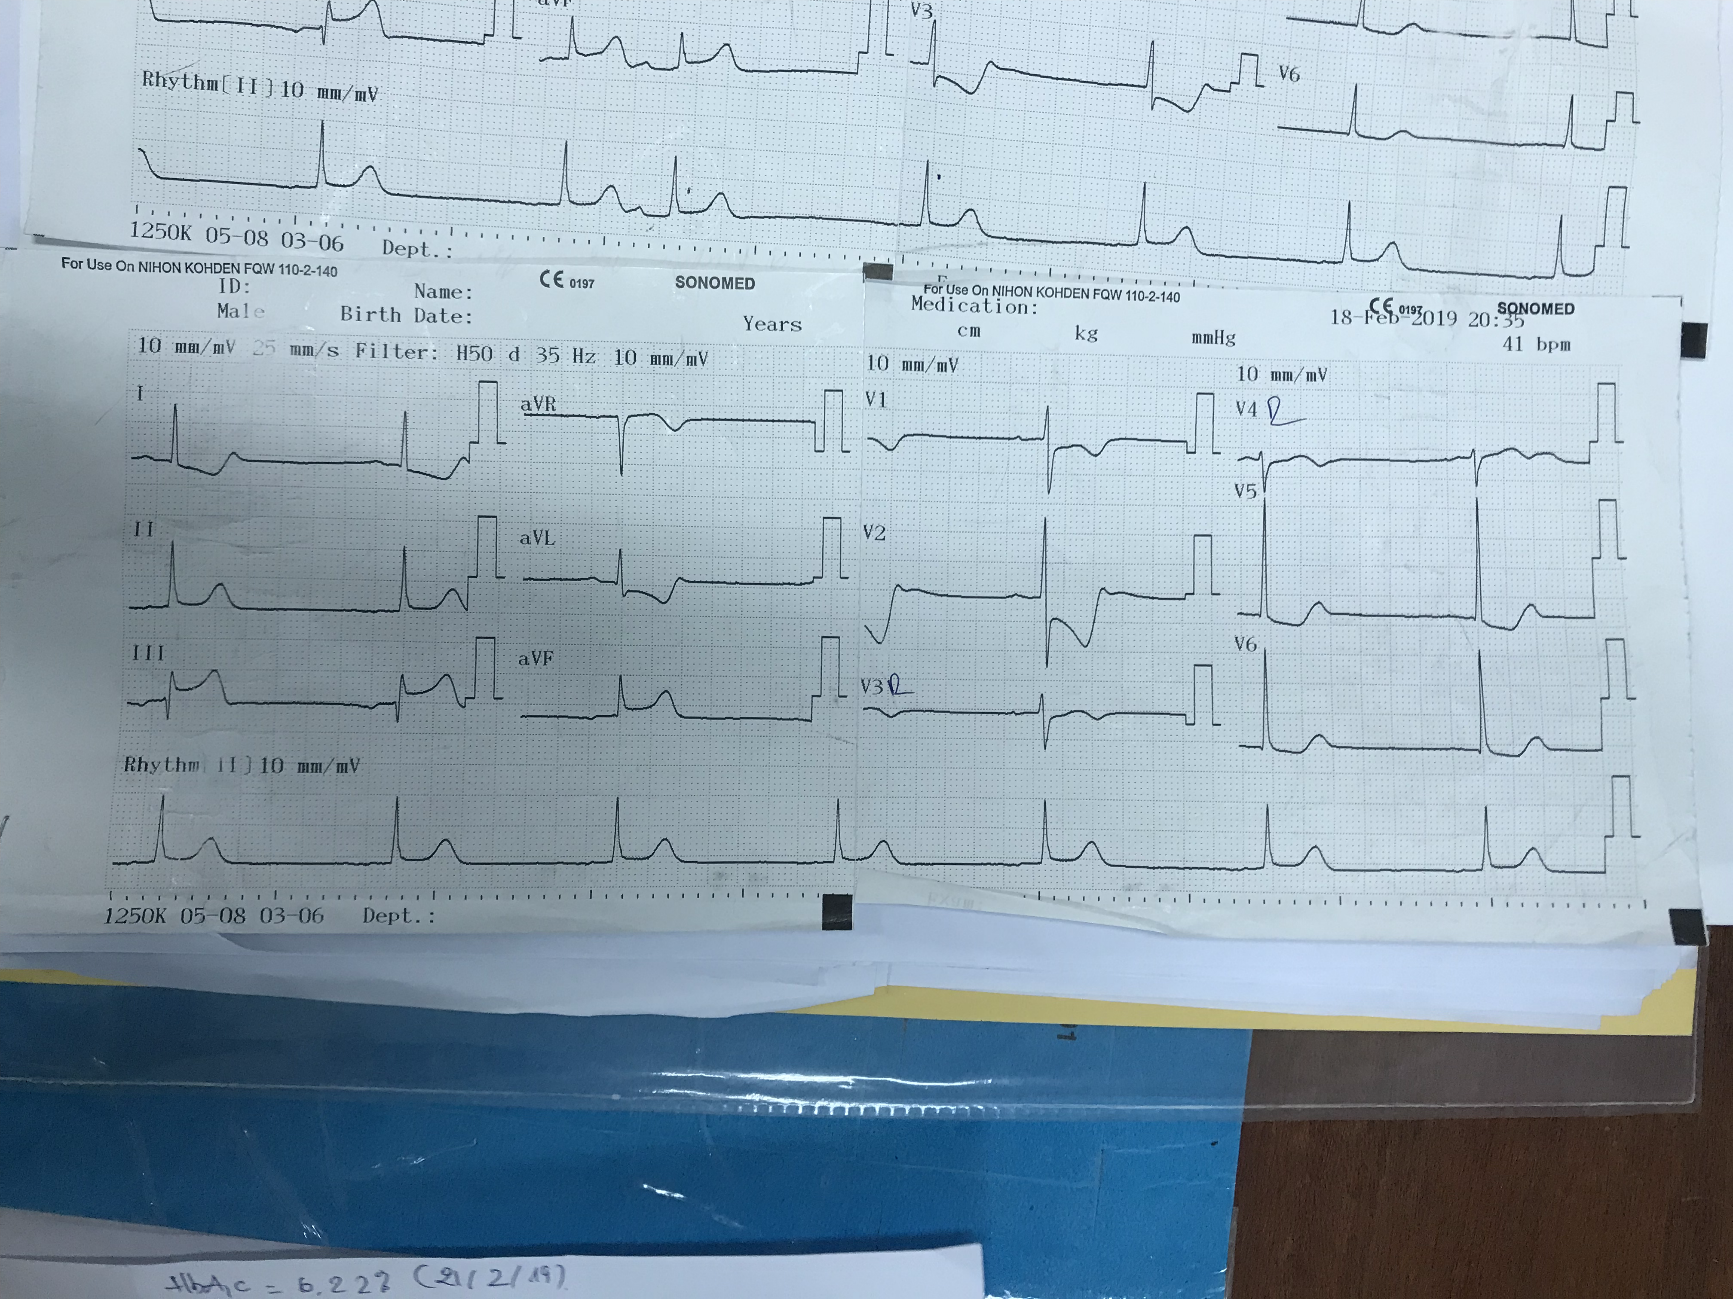 aVF
V3
V6
Rhythm[ II ]10 mm/mV
1250K 05-08 03-06 Dept.:
For Use On NIHON KOHDEN FQW 110-2-140
CE 0197 SONOMED
ID:
Name:
Male
Birth Date:
Years
For Use On NIHON KOHDEN FQW 110-2-140
CE 0197 SONOMED
Medication:
18-Feb-2019 20:35
cm kg mmHg
41 bpm
10 mm/mV 25 mm/s Filter: H50 d 35 Hz 10 mm/mV
10 mm/mV
10 mm/mV
I
aVR
V1
V4 R
II
aVL
V2
V5
III
aVF
V3 R
V6
Rhythm[ II ]10 mm/mV
1250K 05-08 03-06 Dept.:
HbA1c = 6.22% (21/2/19)